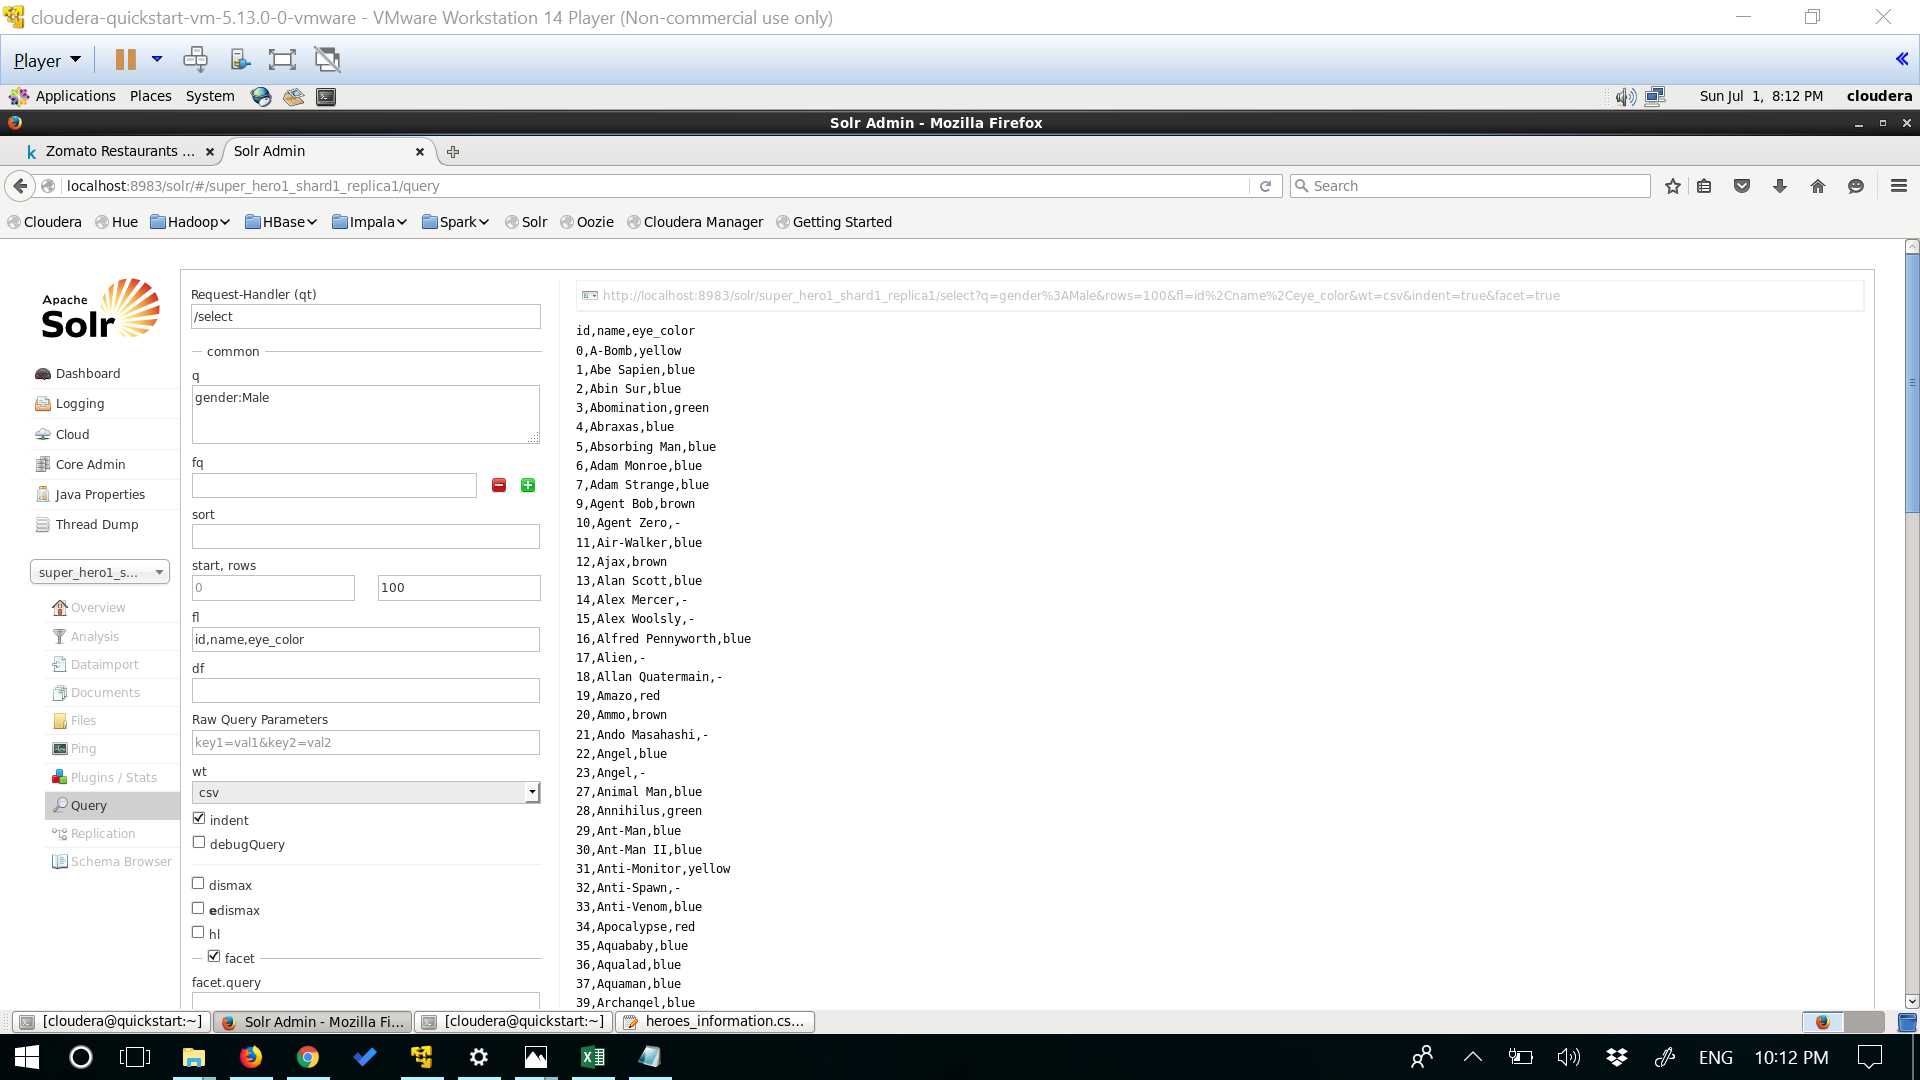 cloudera-quickstart-vm-5.13.0-0-vmware - VMware Workstation 14 Player (Non-commercial use only)
Player
Applications Places System
Sun Jul 1, 8:12 PM cloudera
Solr Admin - Mozilla Firefox
k Zomato Restaurants ...
Solr Admin
localhost:8983/solr/#/super_hero1_shard1_replica1/query
Search
Cloudera Hue Hadoop HBase Impala Spark Solr Oozie Cloudera Manager Getting Started
Apache
Solr
Dashboard
Logging
Cloud
Core Admin
Java Properties
Thread Dump
super_hero1_s...
Overview
Analysis
Dataimport
Documents
Files
Ping
Plugins / Stats
Query
Replication
Schema Browser
Request-Handler (qt)
/select
common
q
gender:Male
fq
sort
start, rows
0
100
fl
id,name,eye_color
df
Raw Query Parameters
key1=val1&key2=val2
wt
csv
indent
debugQuery
dismax
edismax
hl
facet
facet.query
http://localhost:8983/solr/super_hero1_shard1_replica1/select?q=gender%3AMale&rows=100&fl=id%2Cname%2Ceye_color&wt=csv&indent=true&facet=true
id,name,eye_color
0,A-Bomb,yellow
1,Abe Sapien,blue
2,Abin Sur,blue
3,Abomination,green
4,Abraxas,blue
5,Absorbing Man,blue
6,Adam Monroe,blue
7,Adam Strange,blue
9,Agent Bob,brown
10,Agent Zero,-
11,Air-Walker,blue
12,Ajax,brown
13,Alan Scott,blue
14,Alex Mercer,-
15,Alex Woolsly,-
16,Alfred Pennyworth,blue
17,Alien,-
18,Allan Quatermain,-
19,Amazo,red
20,Ammo,brown
21,Ando Masahashi,-
22,Angel,blue
23,Angel,-
27,Animal Man,blue
28,Annihilus,green
29,Ant-Man,blue
30,Ant-Man II,blue
31,Anti-Monitor,yellow
32,Anti-Spawn,-
33,Anti-Venom,blue
34,Apocalypse,red
35,Aquababy,blue
36,Aqualad,blue
37,Aquaman,blue
39,Archangel,blue
[cloudera@quickstart:~]
Solr Admin - Mozilla Fi...
[cloudera@quickstart:~]
heroes_information.cs...
ENG 10:12 PM